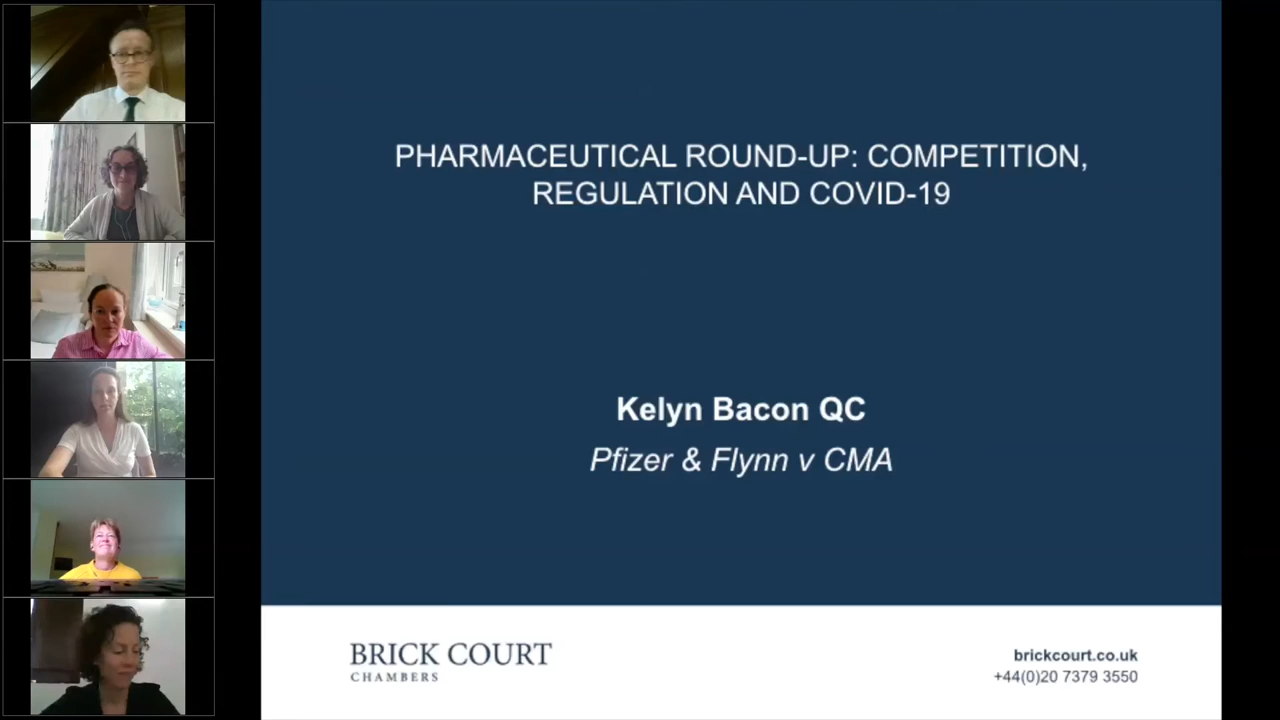 PHARMACEUTICAL ROUND-UP: COMPETITION,
REGULATION AND COVID-19
Kelyn Bacon QC
Pfizer & Flynn v CMA
BRICK COURT
CHAMBERS
brickcourt.co.uk
+44(0)20 7379 3550